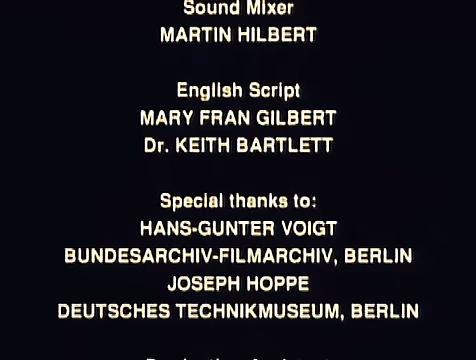 Sound Mixer
MARTIN HILBERT
English Script
MARY FRAN GILBERT
Dr. KEITH BARTLETT
Special thanks to:
HANS-GUNTER VOIGT
BUNDESARCHIV-FILMARCHIV, BERLIN
JOSEPH HOPPE
DEUTSCHES TECHNIKMUSEUM, BERLIN